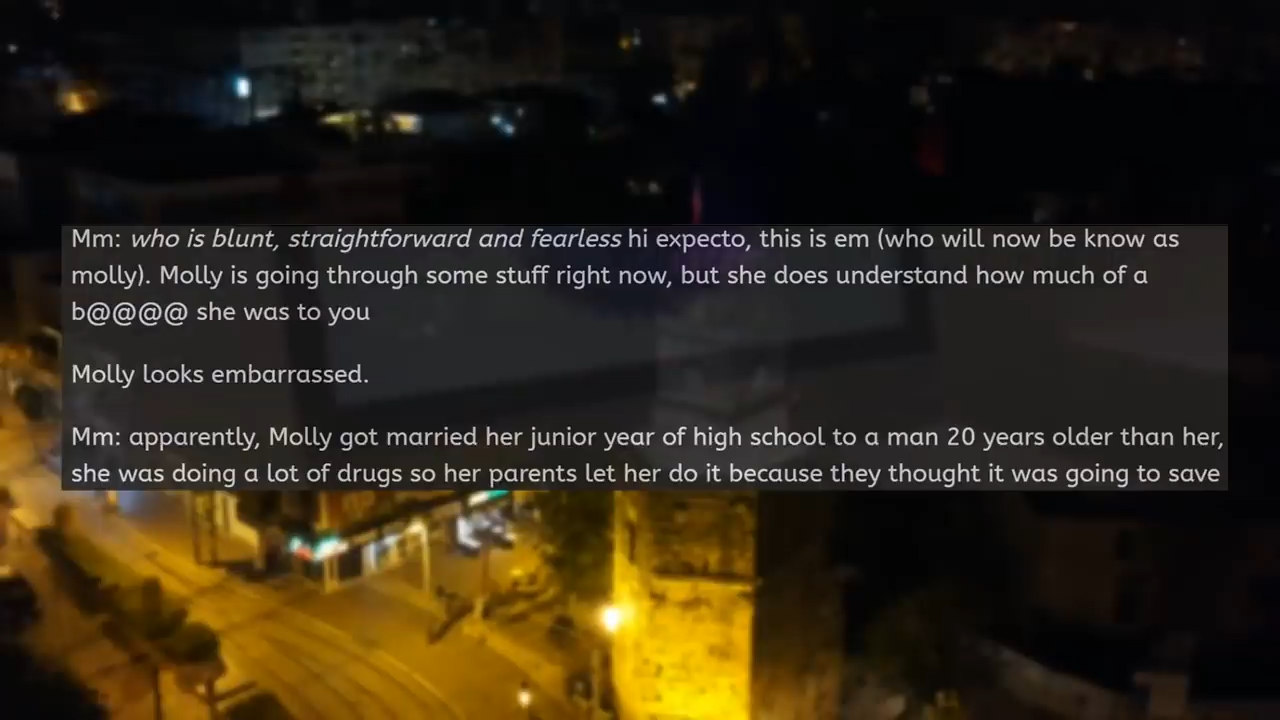 Mm: who is blunt, straightforward and fearless hi expecto, this is em (who will now be know as
molly). Molly is going through some stuff right now, but she does understand how much of a
b@@@@ she was to you
Molly looks embarrassed.
Mm: apparently, Molly got married her junior year of high school to a man 20 years older than her,
she was doing a lot of drugs so her parents let her do it because they thought it was going to save